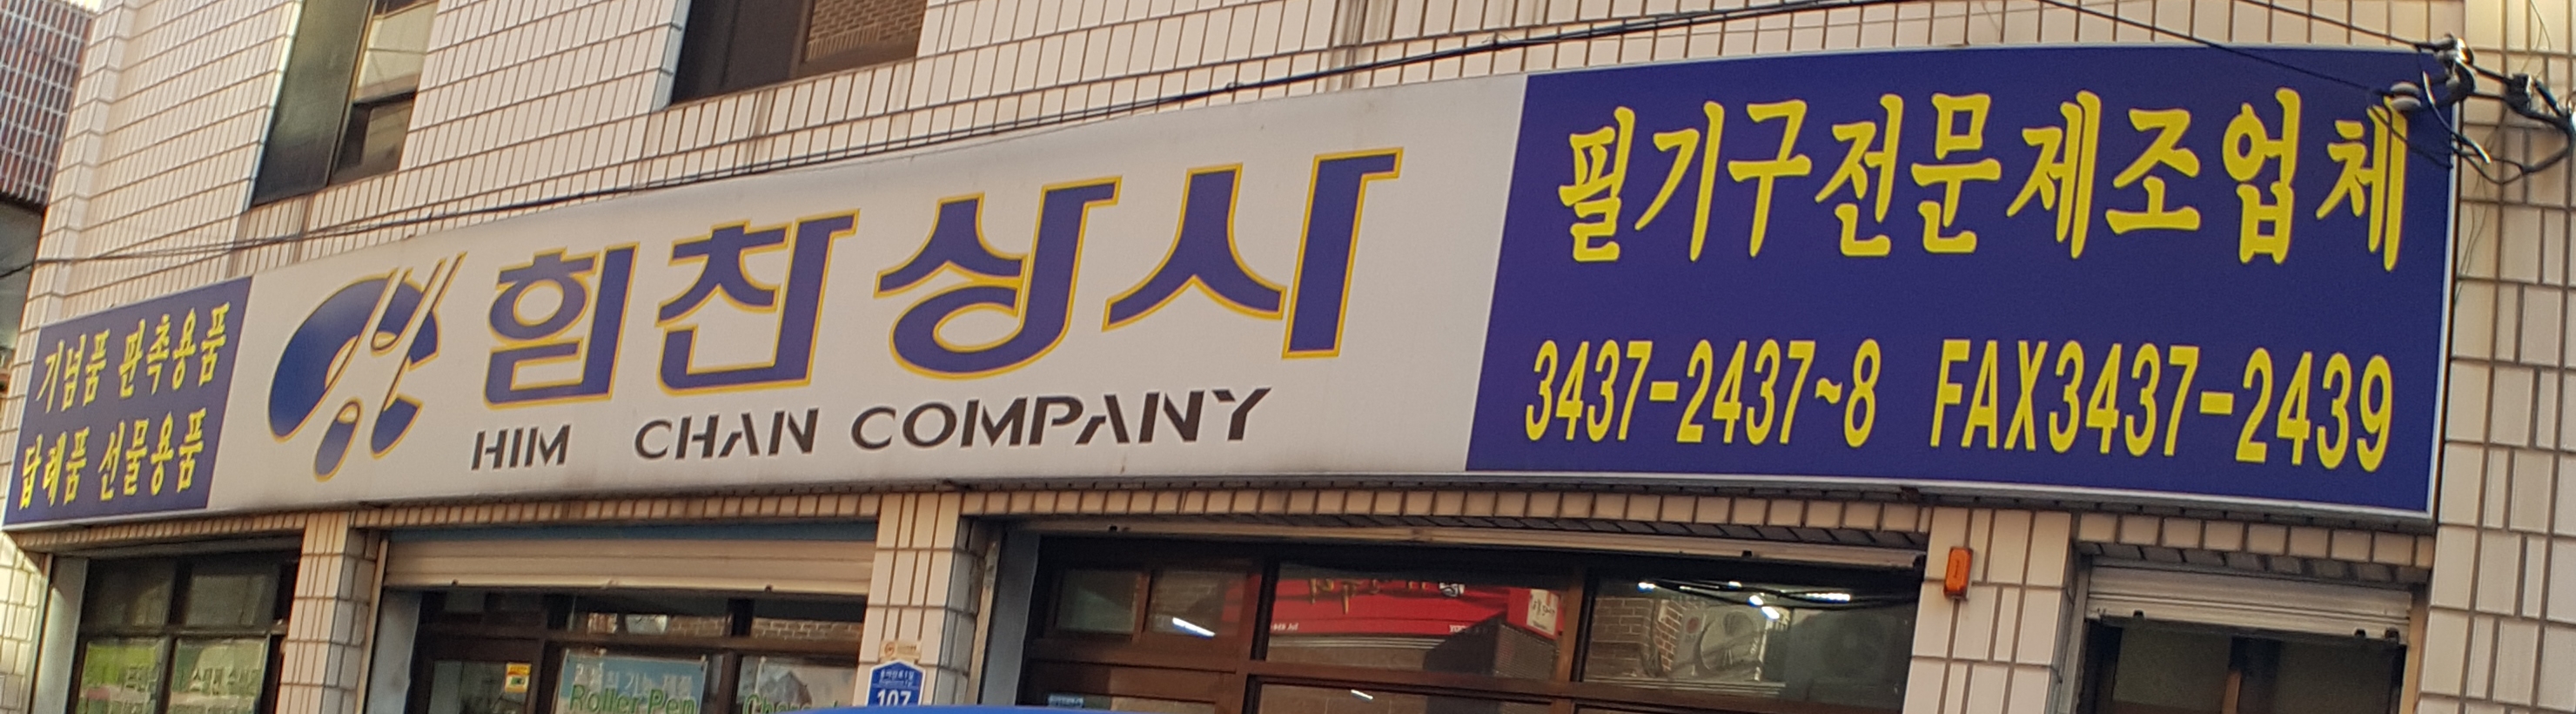 기념품 판촉용품
답례품 선물용품
힘찬상사
HIM CHAN COMPANY
필기구전문제조업체
3437-2437~8 FAX3437-2439
Roller Pen
107